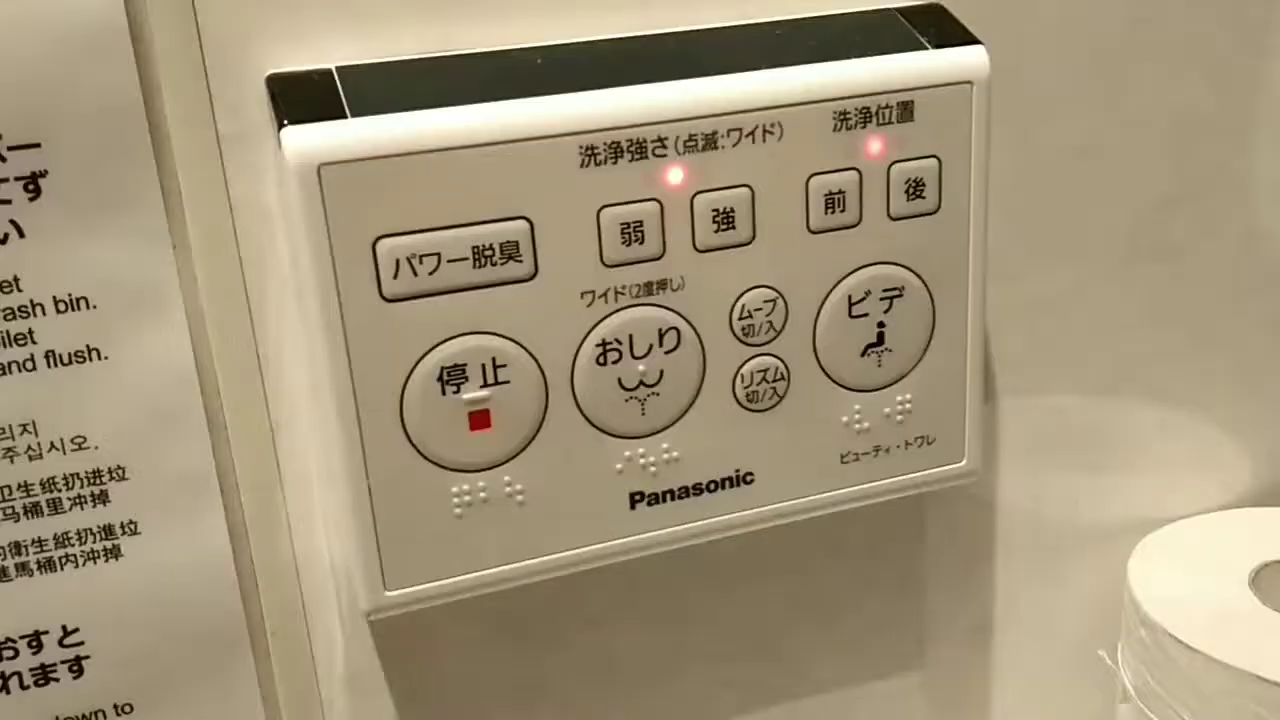 ず
い
et
ash bin.
ilet
and flush.
리지
주십시오.
卫生纸扔进垃
马桶里冲掉
衛生紙扔進垃
進馬桶内沖掉
おすと
れます
down to
洗浄強さ(点滅:ワイド)
洗浄位置
パワー脱臭
弱
強
前
後
ワイド(2度押し)
停止
おしり
ムーブ
切/入
リズム
切/入
ビデ
ビューティ・トワレ
Panasonic